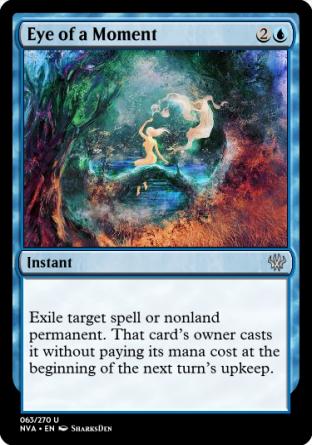 Eye of a Moment 2
Instant
Exile target spell or nonland
permanent. That card's owner casts
it without paying its mana cost at the
beginning of the next turn's upkeep.
063/270 U
NVA • EN SharksDen